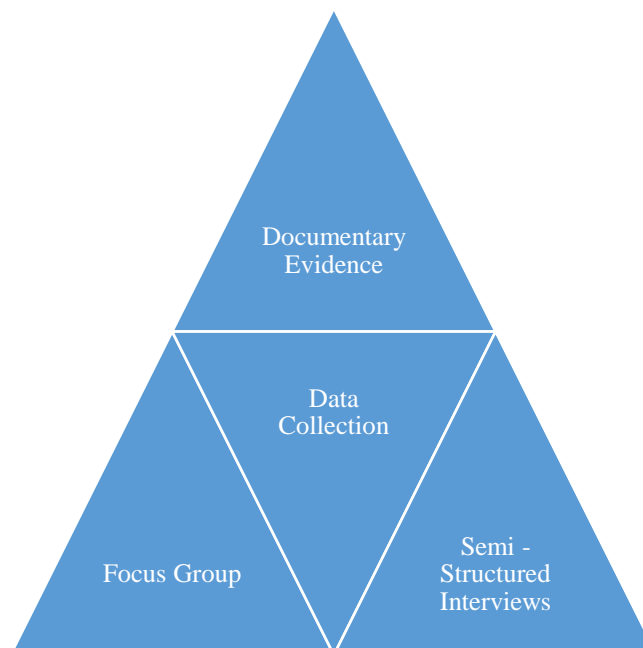 Documentary
Evidence
Data
Collection
Focus Group
Semi -
Structured
Interviews